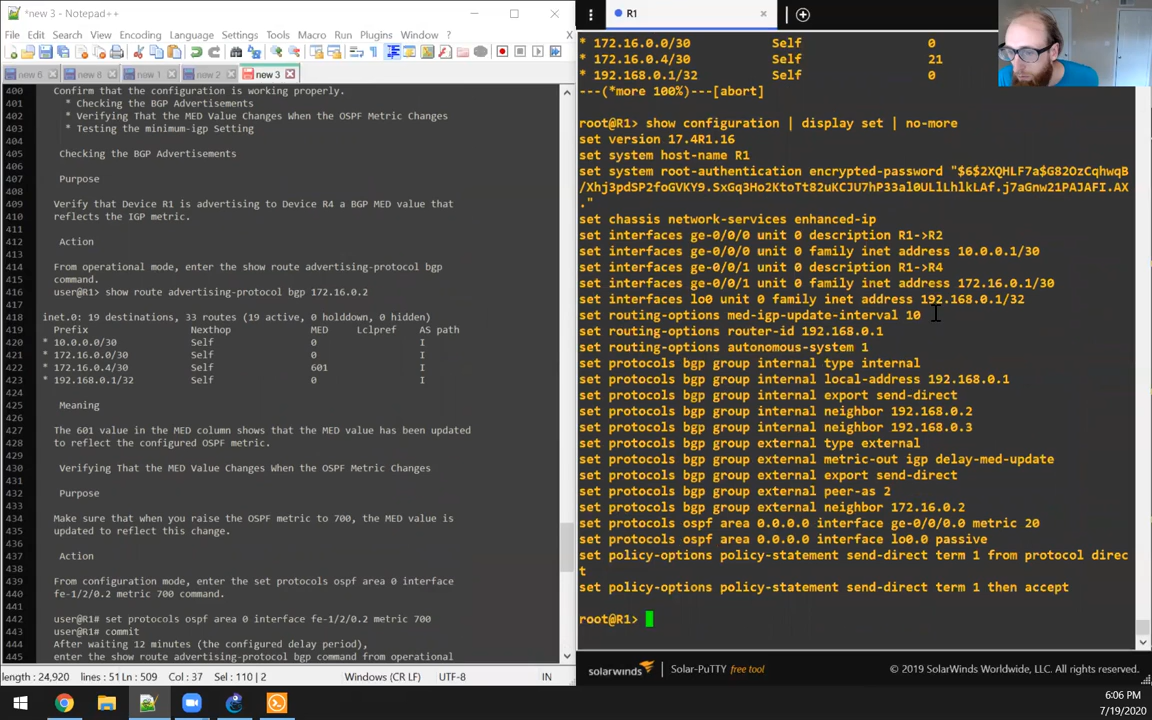 *new 3 - Notepad++
File Edit Search View Encoding Language Settings Tools Macro Run Plugins Window ?
new 6 new 8 new 1 new 2 new 3
400 Confirm that the configuration is working properly.
401 * Checking the BGP Advertisements
402 * Verifying That the MED Value Changes When the OSPF Metric Changes
403 * Testing the minimum-igp Setting
404
405 Checking the BGP Advertisements
406
407 Purpose
408
409 Verify that Device R1 is advertising to Device R4 a BGP MED value that
410 reflects the IGP metric.
411
412 Action
413
414 From operational mode, enter the show route advertising-protocol bgp
415 command.
416 user@R1> show route advertising-protocol bgp 172.16.0.2
417
418 inet.0: 19 destinations, 33 routes (19 active, 0 holddown, 0 hidden)
419 Prefix Nexthop MED Lclpref AS path
420 * 10.0.0.0/30 Self 0 I
421 * 172.16.0.0/30 Self 0 I
422 * 172.16.0.4/30 Self 601 I
423 * 192.168.0.1/32 Self 0 I
424
425 Meaning
426
427 The 601 value in the MED column shows that the MED value has been updated
428 to reflect the configured OSPF metric.
429
430 Verifying That the MED Value Changes When the OSPF Metric Changes
431
432 Purpose
433
434 Make sure that when you raise the OSPF metric to 700, the MED value is
435 updated to reflect this change.
436
437 Action
438
439 From configuration mode, enter the set protocols ospf area 0 interface
440 fe-1/2/0.2 metric 700 command.
441
442 user@R1# set protocols ospf area 0 interface fe-1/2/0.2 metric 700
443 user@R1# commit
444 After waiting 12 minutes (the configured delay period),
445 enter the show route advertising-protocol bgp command from operational
length : 24,920 lines : 51 Ln : 509 Col : 37 Sel : 110 | 2 Windows (CR LF) UTF-8 IN
R1
* 172.16.0.0/30 Self 0
* 172.16.0.4/30 Self 21
* 192.168.0.1/32 Self 0
---(*more 100%)---[abort]
root@R1> show configuration | display set | no-more
set version 17.4R1.16
set system host-name R1
set system root-authentication encrypted-password "$6$2XQHLF7a$G82OzCqhwqB
/Xhj3pdSP2foGVKY9.SxGq3Ho2KtoTt82uKCJU7hP33al0ULlLhlkLAf.j7aGnw21PAJAFI.AX
."
set chassis network-services enhanced-ip
set interfaces ge-0/0/0 unit 0 description R1->R2
set interfaces ge-0/0/0 unit 0 family inet address 10.0.0.1/30
set interfaces ge-0/0/1 unit 0 description R1->R4
set interfaces ge-0/0/1 unit 0 family inet address 172.16.0.1/30
set interfaces lo0 unit 0 family inet address 192.168.0.1/32
set routing-options med-igp-update-interval 10
set routing-options router-id 192.168.0.1
set routing-options autonomous-system 1
set protocols bgp group internal type internal
set protocols bgp group internal local-address 192.168.0.1
set protocols bgp group internal export send-direct
set protocols bgp group internal neighbor 192.168.0.2
set protocols bgp group internal neighbor 192.168.0.3
set protocols bgp group external type external
set protocols bgp group external metric-out igp delay-med-update
set protocols bgp group external export send-direct
set protocols bgp group external peer-as 2
set protocols bgp group external neighbor 172.16.0.2
set protocols ospf area 0.0.0.0 interface ge-0/0/0.0 metric 20
set protocols ospf area 0.0.0.0 interface lo0.0 passive
set policy-options policy-statement send-direct term 1 from protocol direc
t
set policy-options policy-statement send-direct term 1 then accept
root@R1>
solarwinds Solar-PuTTY free tool © 2019 SolarWinds Worldwide, LLC. All rights reserved.
6:06 PM
7/19/2020